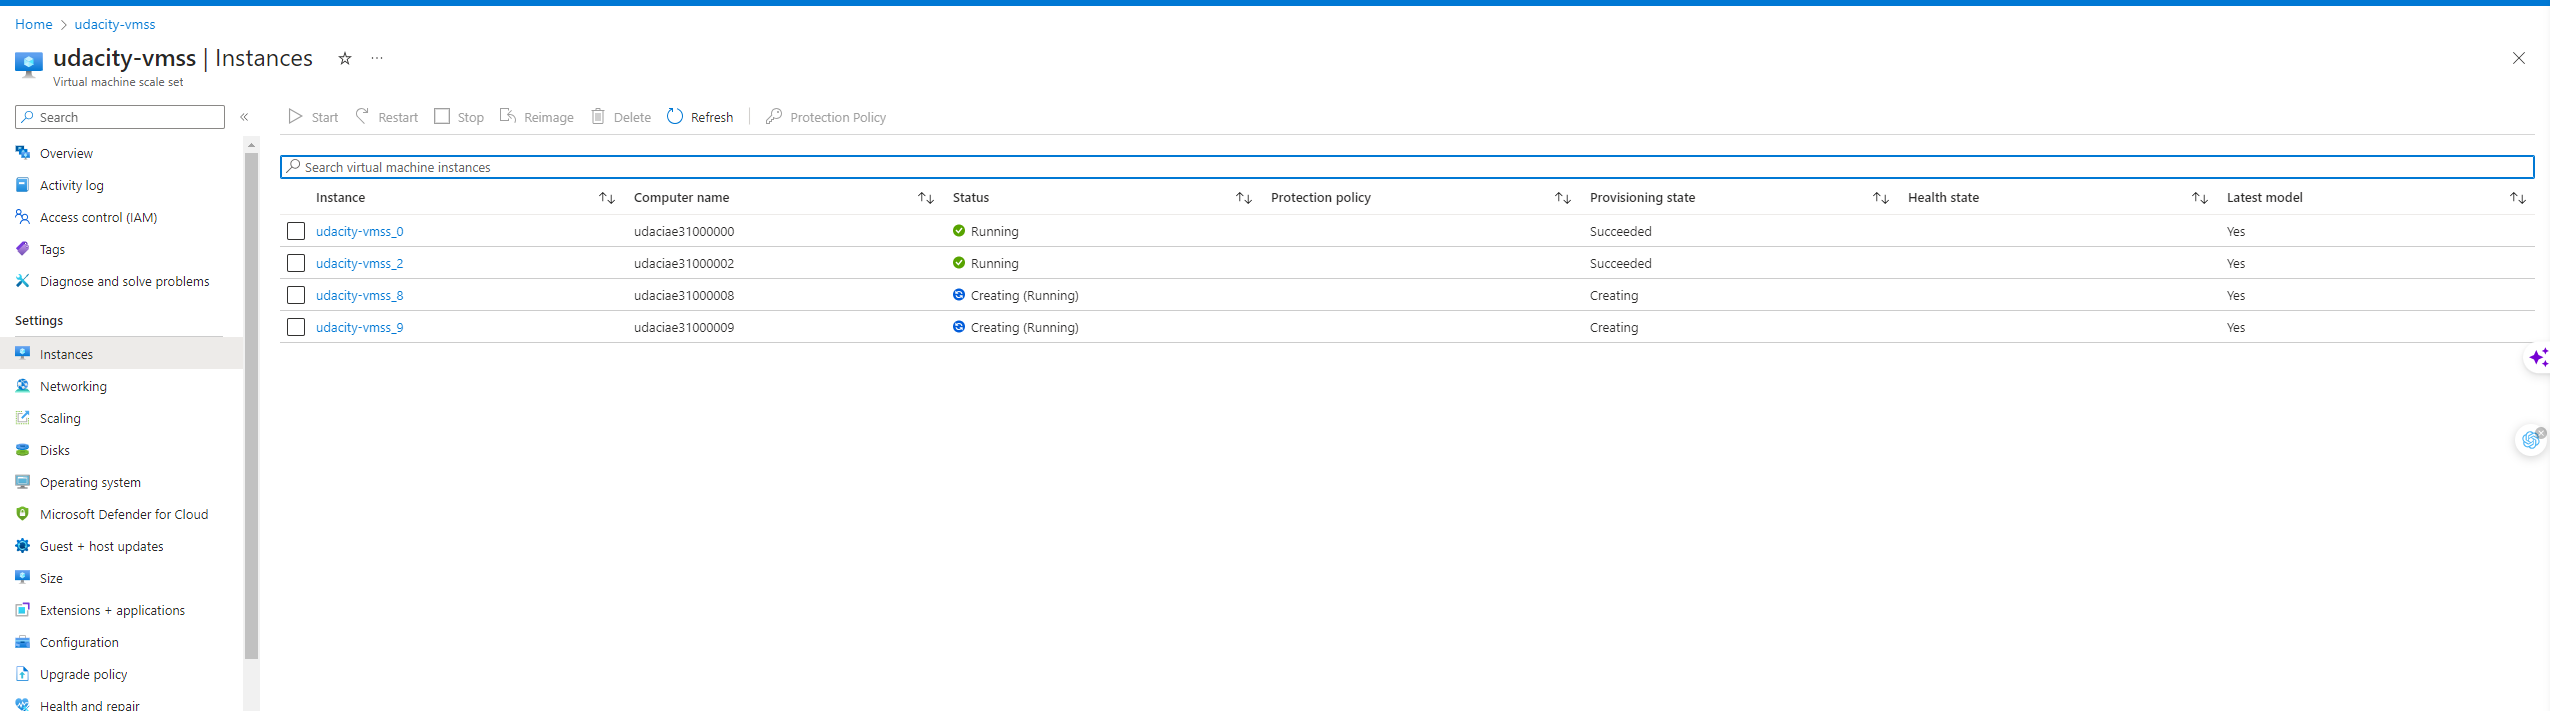 Home > udacity-vmss
udacity-vmss | Instances
Virtual machine scale set
Search
Start Restart Stop Reimage Delete Refresh Protection Policy
Search virtual machine instances
Overview
Activity log
Access control (IAM)
Tags
Diagnose and solve problems
Settings
Instances
Networking
Scaling
Disks
Operating system
Microsoft Defender for Cloud
Guest + host updates
Size
Extensions + applications
Configuration
Upgrade policy
Health and repair
Instance Computer name Status Protection policy Provisioning state Health state Latest model
udacity-vmss_0 udaciae31000000 Running Succeeded Yes
udacity-vmss_2 udaciae31000002 Running Succeeded Yes
udacity-vmss_8 udaciae31000008 Creating (Running) Creating Yes
udacity-vmss_9 udaciae31000009 Creating (Running) Creating Yes